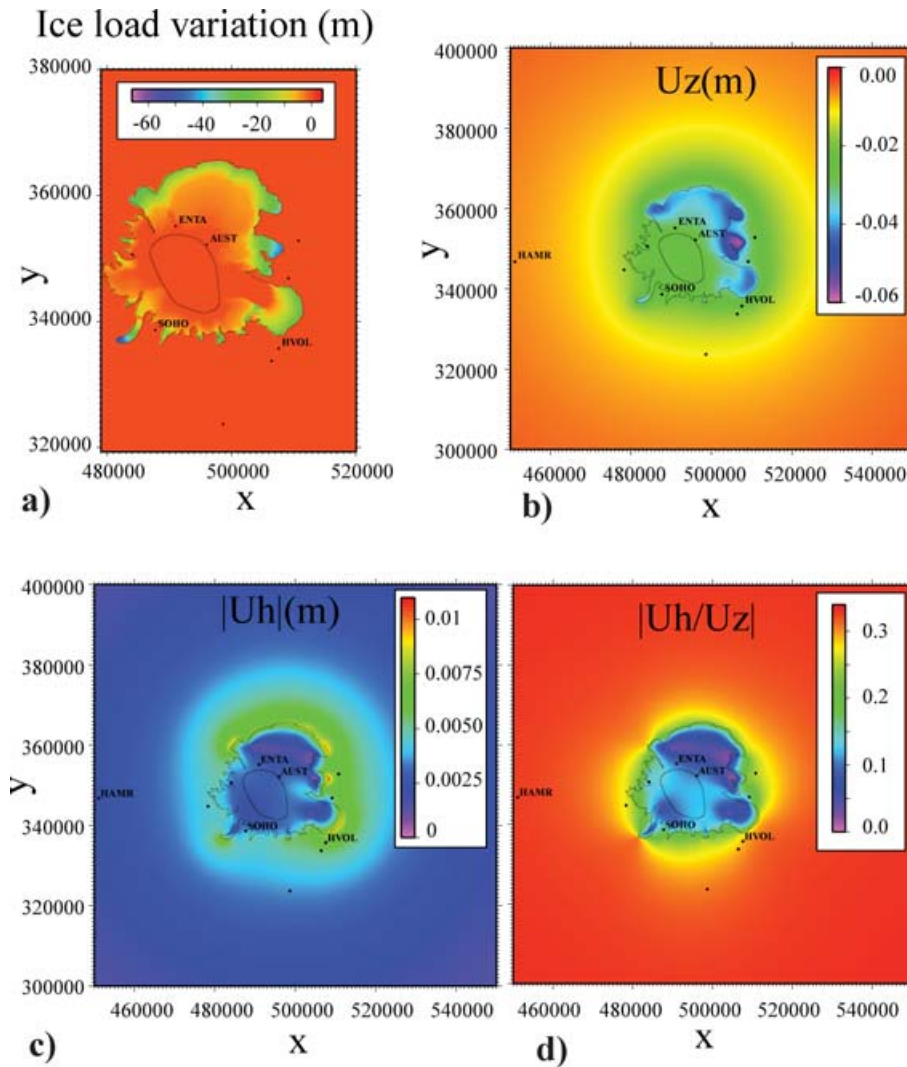 Ice load variation (m)
380000
-60 -40 -20 0
360000
ENTA
AUST
y
340000
SOHO
HVOL
320000
480000 500000 520000
a) x
400000
Uz(m)
0.00
-0.02
-0.04
-0.06
380000
360000
ENTA
AUST
HAMR
y
340000
SOHO
HVOL
320000
300000
460000 480000 500000 520000 540000
b) x
400000
|Uh|(m)
0.01
0.0075
0.0050
0.0025
0
380000
360000
ENTA
AUST
HAMR
y
340000
SOHO
HVOL
320000
300000
460000 480000 500000 520000
c) x
|Uh/Uz|
0.3
0.2
0.1
0.0
ENTA
AUST
HAMR
SOHO
HVOL
460000 480000 500000 520000 540000
d) x